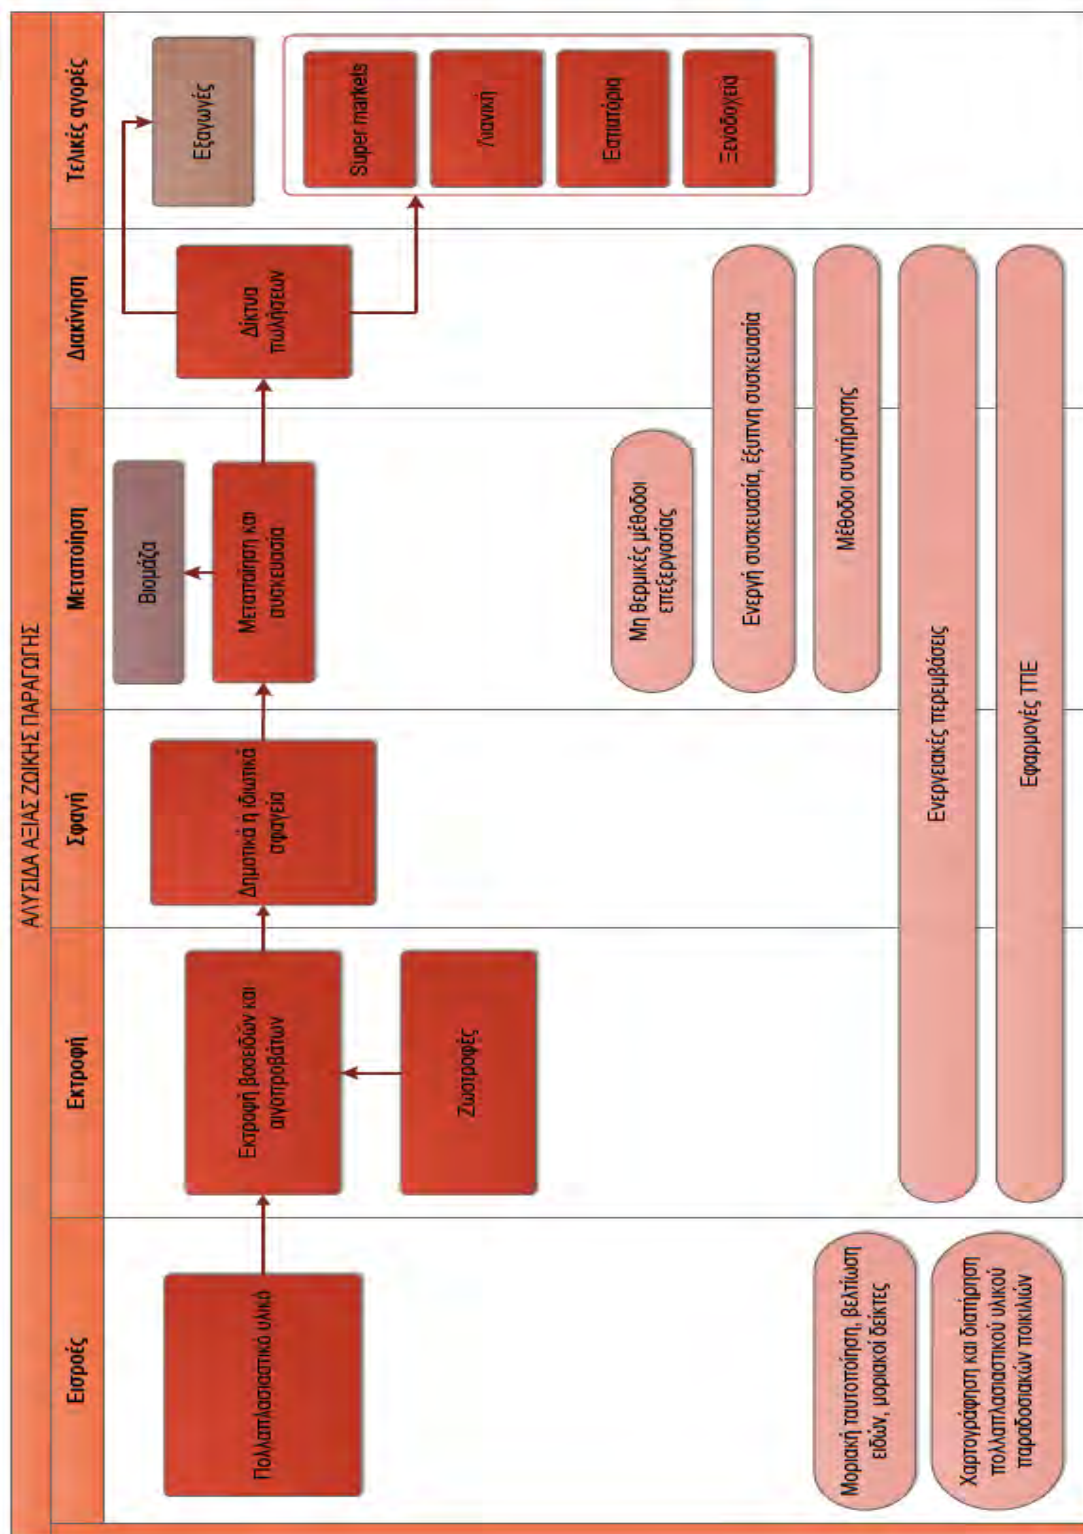 ΑΛΥΣΙΔΑ ΑΞΙΑΣ ΖΩΙΚΗΣ ΠΑΡΑΓΩΓΗΣ
Εισροές
Εκτροφή
Σφαγή
Μεταποίηση
Διακίνηση
Τελικές αγορές
Πολλαπλασιαστικό υλικό
Εκτροφή βοοειδών και
αιγοπροβάτων
Ζωοτροφές
Δημοτικά ή ιδιωτικά
σφαγεία
Βιομάζα
Μεταποίηση και
συσκευασία
Δίκτυα
πωλήσεων
Εξαγωγές
Super markets
Λιανική
Εστιατόρια
Ξενοδοχεία
Μη θερμικές μέθοδοι
επεξεργασίας
Ενεργή συσκευασία, έξυπνη συσκευασία
Μέθοδοι συντήρησης
Ενεργειακές περεμβάσεις
Εφαρμογές ΤΠΕ
Μοριακή ταυτοποίηση, βελτίωση
ειδών, μοριακοί δείκτες
Χαρτογράφηση και διατήρηση
πολλαπλασιαστικού υλικού
παραδοσιακών ποικιλιών